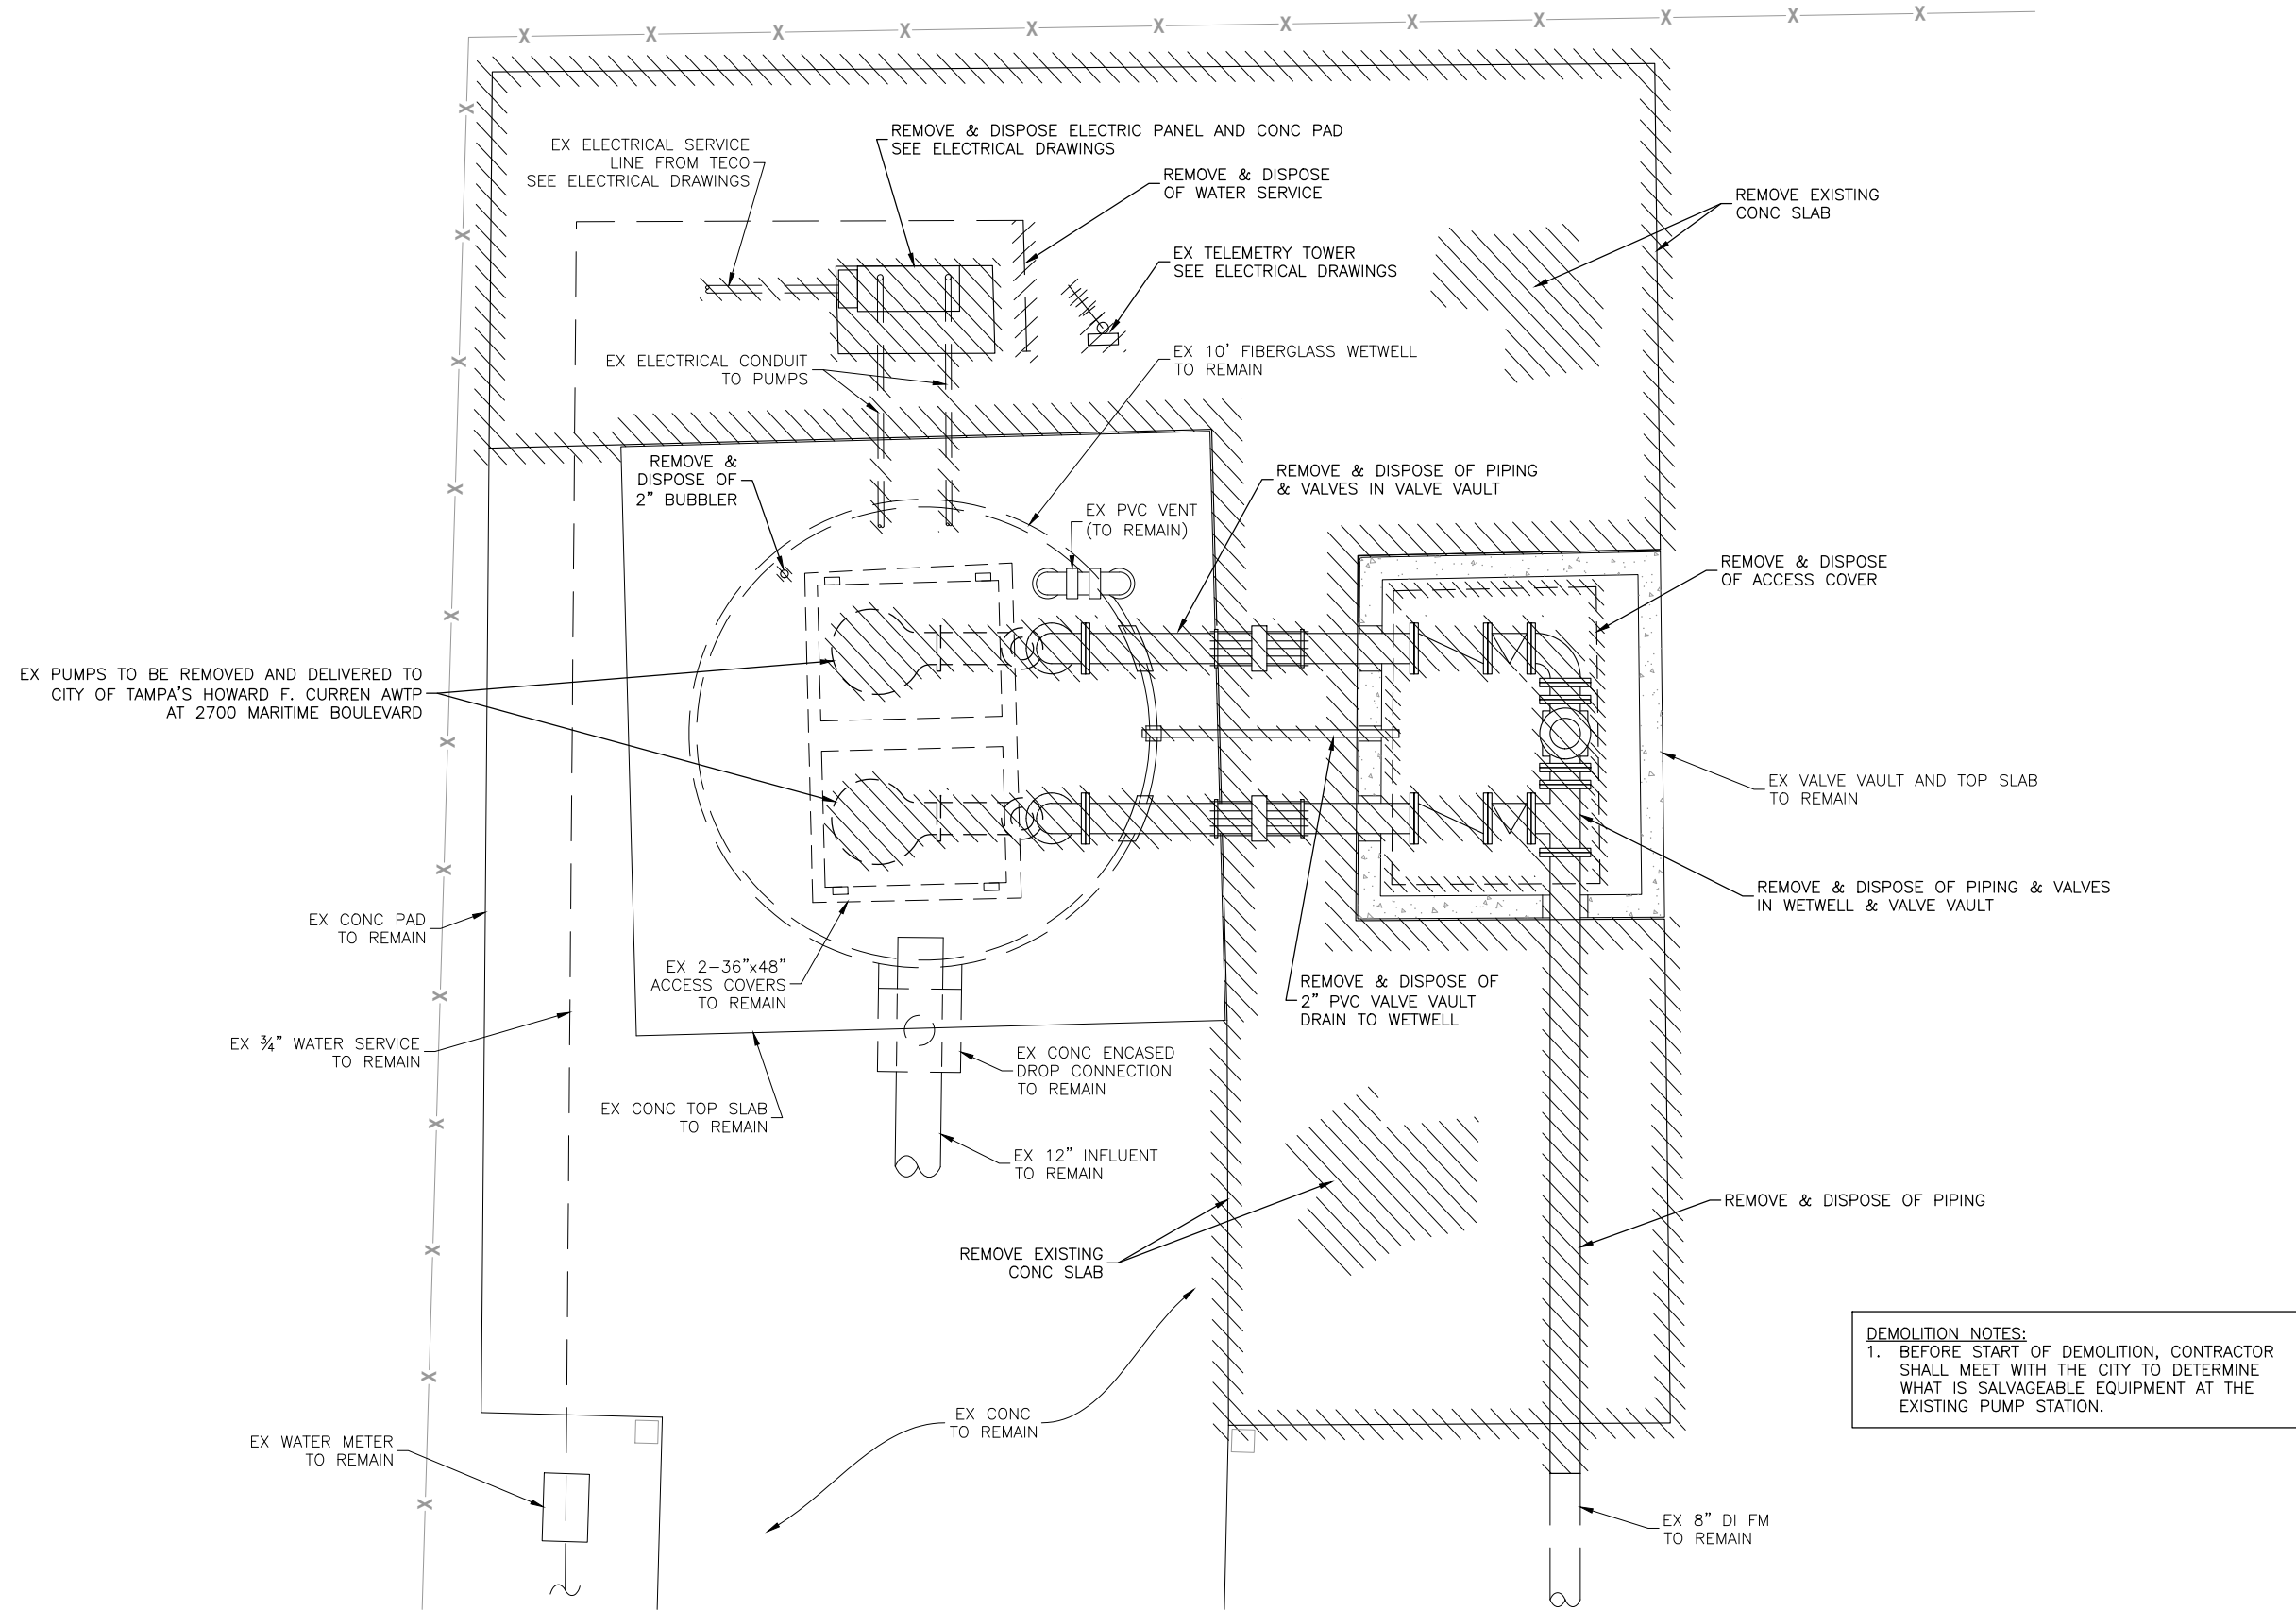 EX ELECTRICAL SERVICE
LINE FROM TECO
SEE ELECTRICAL DRAWINGS
REMOVE & DISPOSE ELECTRIC PANEL AND CONC PAD
SEE ELECTRICAL DRAWINGS
REMOVE & DISPOSE
OF WATER SERVICE
REMOVE EXISTING
CONC SLAB
EX TELEMETRY TOWER
SEE ELECTRICAL DRAWINGS
EX ELECTRICAL CONDUIT
TO PUMPS
EX 10' FIBERGLASS WETWELL
TO REMAIN
REMOVE &
DISPOSE OF
2" BUBBLER
REMOVE & DISPOSE OF PIPING
& VALVES IN VALVE VAULT
EX PVC VENT
(TO REMAIN)
REMOVE & DISPOSE
OF ACCESS COVER
EX PUMPS TO BE REMOVED AND DELIVERED TO
CITY OF TAMPA'S HOWARD F. CURREN AWTP
AT 2700 MARITIME BOULEVARD
EX VALVE VAULT AND TOP SLAB
TO REMAIN
REMOVE & DISPOSE OF PIPING & VALVES
IN WETWELL & VALVE VAULT
EX CONC PAD
TO REMAIN
EX 2-36"x48"
ACCESS COVERS
TO REMAIN
REMOVE & DISPOSE OF
2" PVC VALVE VAULT
DRAIN TO WETWELL
EX ¾" WATER SERVICE
TO REMAIN
EX CONC ENCASED
DROP CONNECTION
TO REMAIN
EX CONC TOP SLAB
TO REMAIN
EX 12" INFLUENT
TO REMAIN
REMOVE & DISPOSE OF PIPING
REMOVE EXISTING
CONC SLAB
DEMOLITION NOTES:
1. BEFORE START OF DEMOLITION, CONTRACTOR
SHALL MEET WITH THE CITY TO DETERMINE
WHAT IS SALVAGEABLE EQUIPMENT AT THE
EXISTING PUMP STATION.
EX CONC
TO REMAIN
EX WATER METER
TO REMAIN
EX 8" DI FM
TO REMAIN